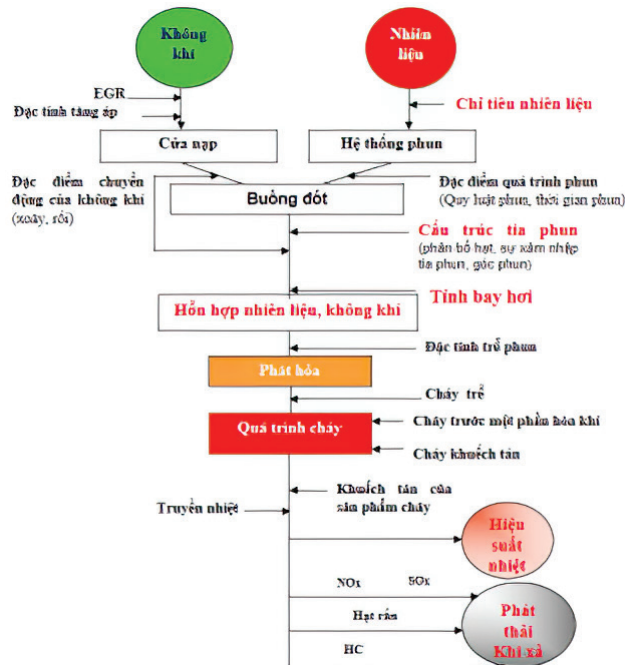 Không
khí
Nhiên
liệu
EGR
Đặc tính tăng áp
Chỉ tiêu nhiên liệu
Cửa nạp
Hệ thống phun
Đặc điểm chuyển
động của không khí
(xoáy, rối)
Buồng đốt
Đặc điểm quá trình phun
(Quy luật phun, thời gian phun)
Cấu trúc tia phun
(phân bố hạt, sự xâm nhập
tia phun, góc phun)
Tính bay hơi
Hỗn hợp nhiên liệu, không khí
Đặc tính trễ phun
Phát hỏa
Cháy trễ
Quá trình cháy
Cháy trước một phần hòa khí
Cháy khuếch tán
Khuếch tán của
sản phẩm cháy
Truyền nhiệt
Hiệu
suất
nhiệt
NOx
SOx
Hạt rắn
HC
Phát
thải
Khí xả